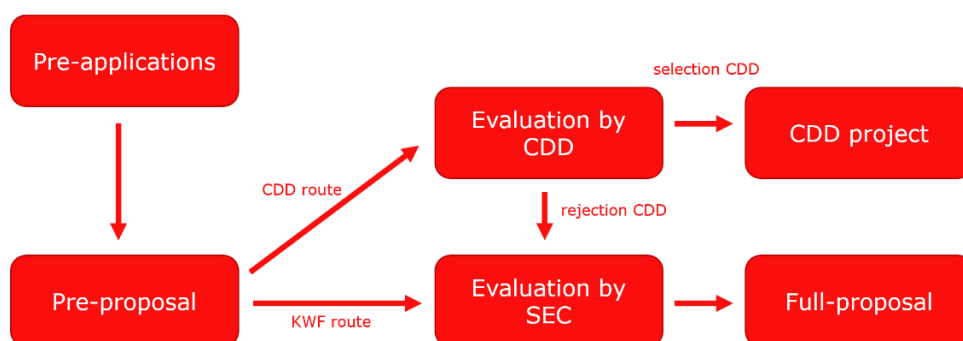 Pre-applications
selection CDD
Evaluation by
CDD
CDD project
CDD route
rejection CDD
Pre-proposal
KWF route
Evaluation by
SEC
Full-proposal